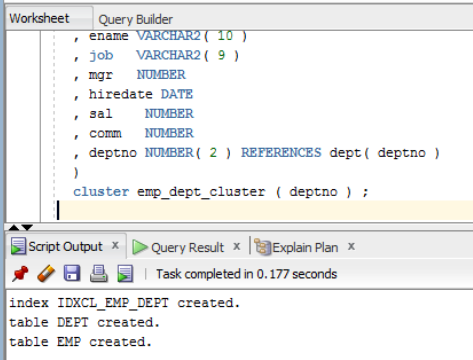 Worksheet Query Builder
, ename VARCHAR2( 10 )
, job VARCHAR2( 9 )
, mgr NUMBER
, hiredate DATE
, sal NUMBER
, comm NUMBER
, deptno NUMBER( 2 ) REFERENCES dept( deptno )
)
cluster emp_dept_cluster ( deptno ) ;
Script Output x Query Result x Explain Plan x
Task completed in 0.177 seconds
index IDXCL_EMP_DEPT created.
table DEPT created.
table EMP created.